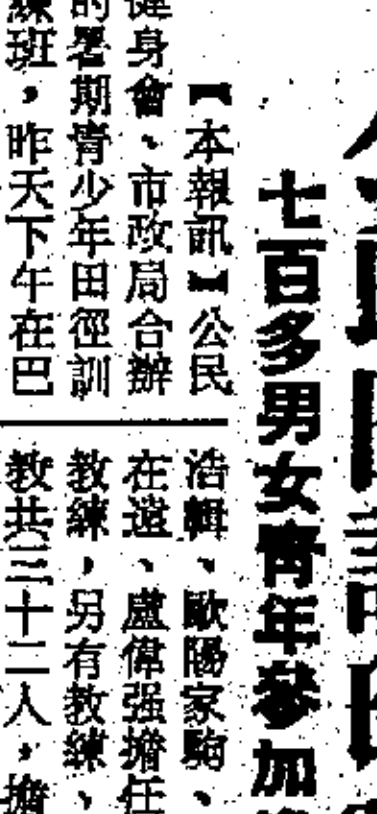 七百多男女青年參加
【本報訊】公民
健身會、市政局合辦
的暑期青少年田徑訓
練班，昨天下午在巴
浩輯、歐陽家駒、
在遠、盧偉强擔任
教練，另有教練、
教共三十二人，擔